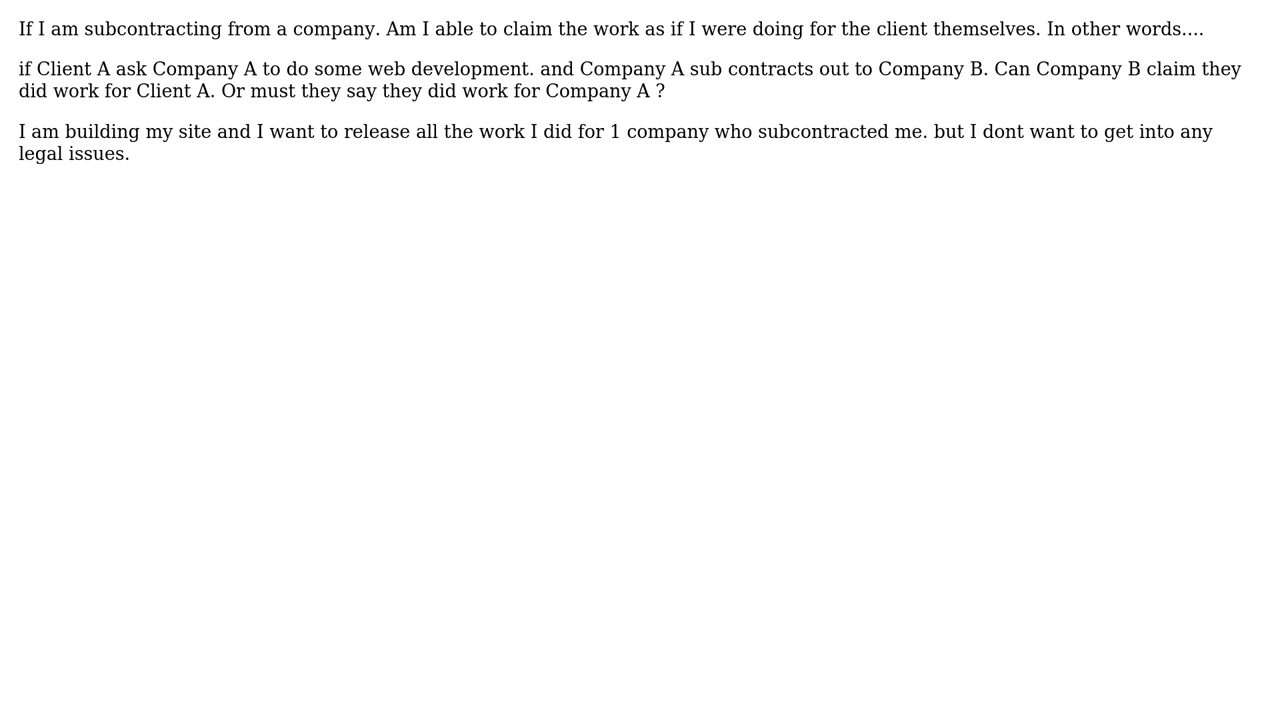 If I am subcontracting from a company. Am I able to claim the work as if I were doing for the client themselves. In other words....
if Client A ask Company A to do some web development. and Company A sub contracts out to Company B. Can Company B claim they
did work for Client A. Or must they say they did work for Company A ?
I am building my site and I want to release all the work I did for 1 company who subcontracted me. but I dont want to get into any
legal issues.